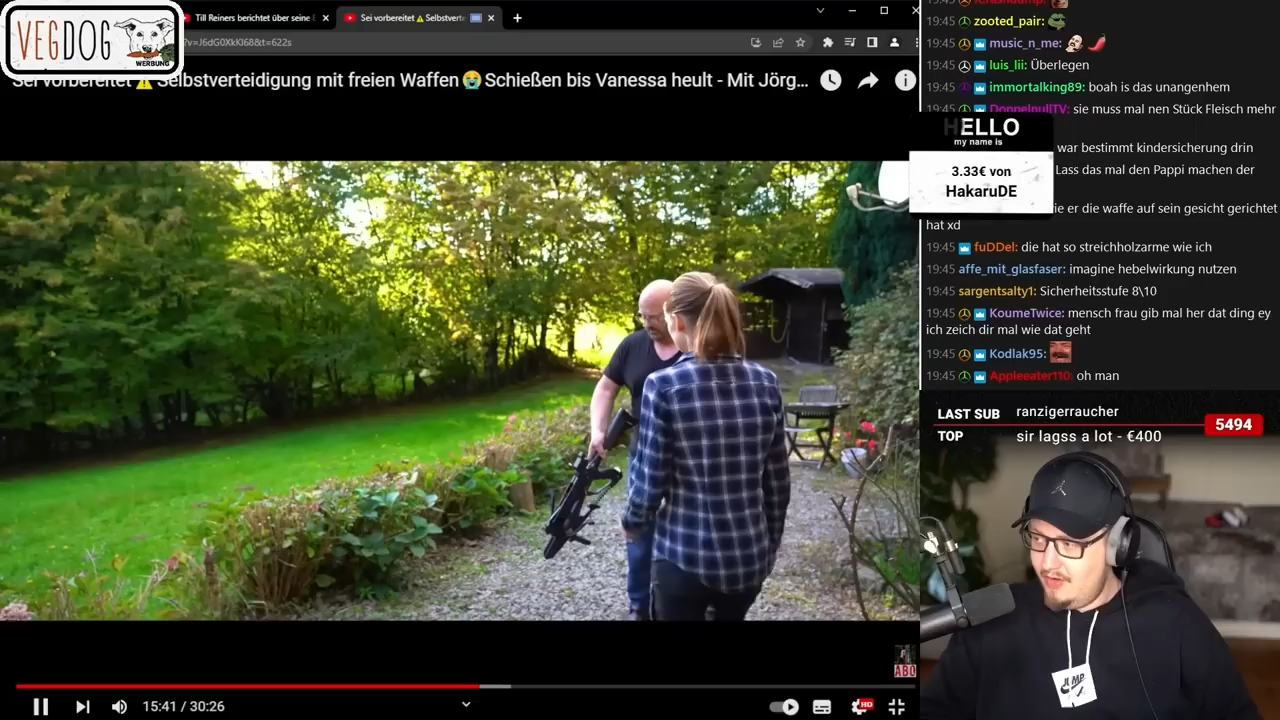 VEGDOG
WERBUNG
Till Reiners berichtet über seine E
Sei vorbereitet ⚠ Selbstvert
?v=J6dG0XkKl68&t=622s
Sei vorbereitet ⚠ Selbstverteidigung mit freien Waffen 😭 Schießen bis Vanessa heult - Mit Jörg...
ABO
15:41 / 30:26
HD
zooted_pair:
19:45 music_n_me:
19:45 luis_lii: Überlegen
19:45 immortalking89: boah is das unangenehm
19:45 DoppelnullTV: sie muss mal nen Stück Fleisch mehr
war bestimmt kindersicherung drin
Lass das mal den Pappi machen der
ie er die waffe auf sein gesicht gerichtet
hat xd
19:45 fuDDel: die hat so streichholzarme wie ich
19:45 affe_mit_glasfaser: imagine hebelwirkung nutzen
19:45 sargentsalty1: Sicherheitsstufe 8\10
19:45 KoumeTwice: mensch frau gib mal her dat ding ey
ich zeich dir mal wie dat geht
19:45 Kodlak95:
19:45 Appleeater110: oh man
HELLO
my name is
3.33€ von
HakaruDE
LAST SUB ranzigerraucher
5494
TOP sir lagss a lot - €400
JUMP